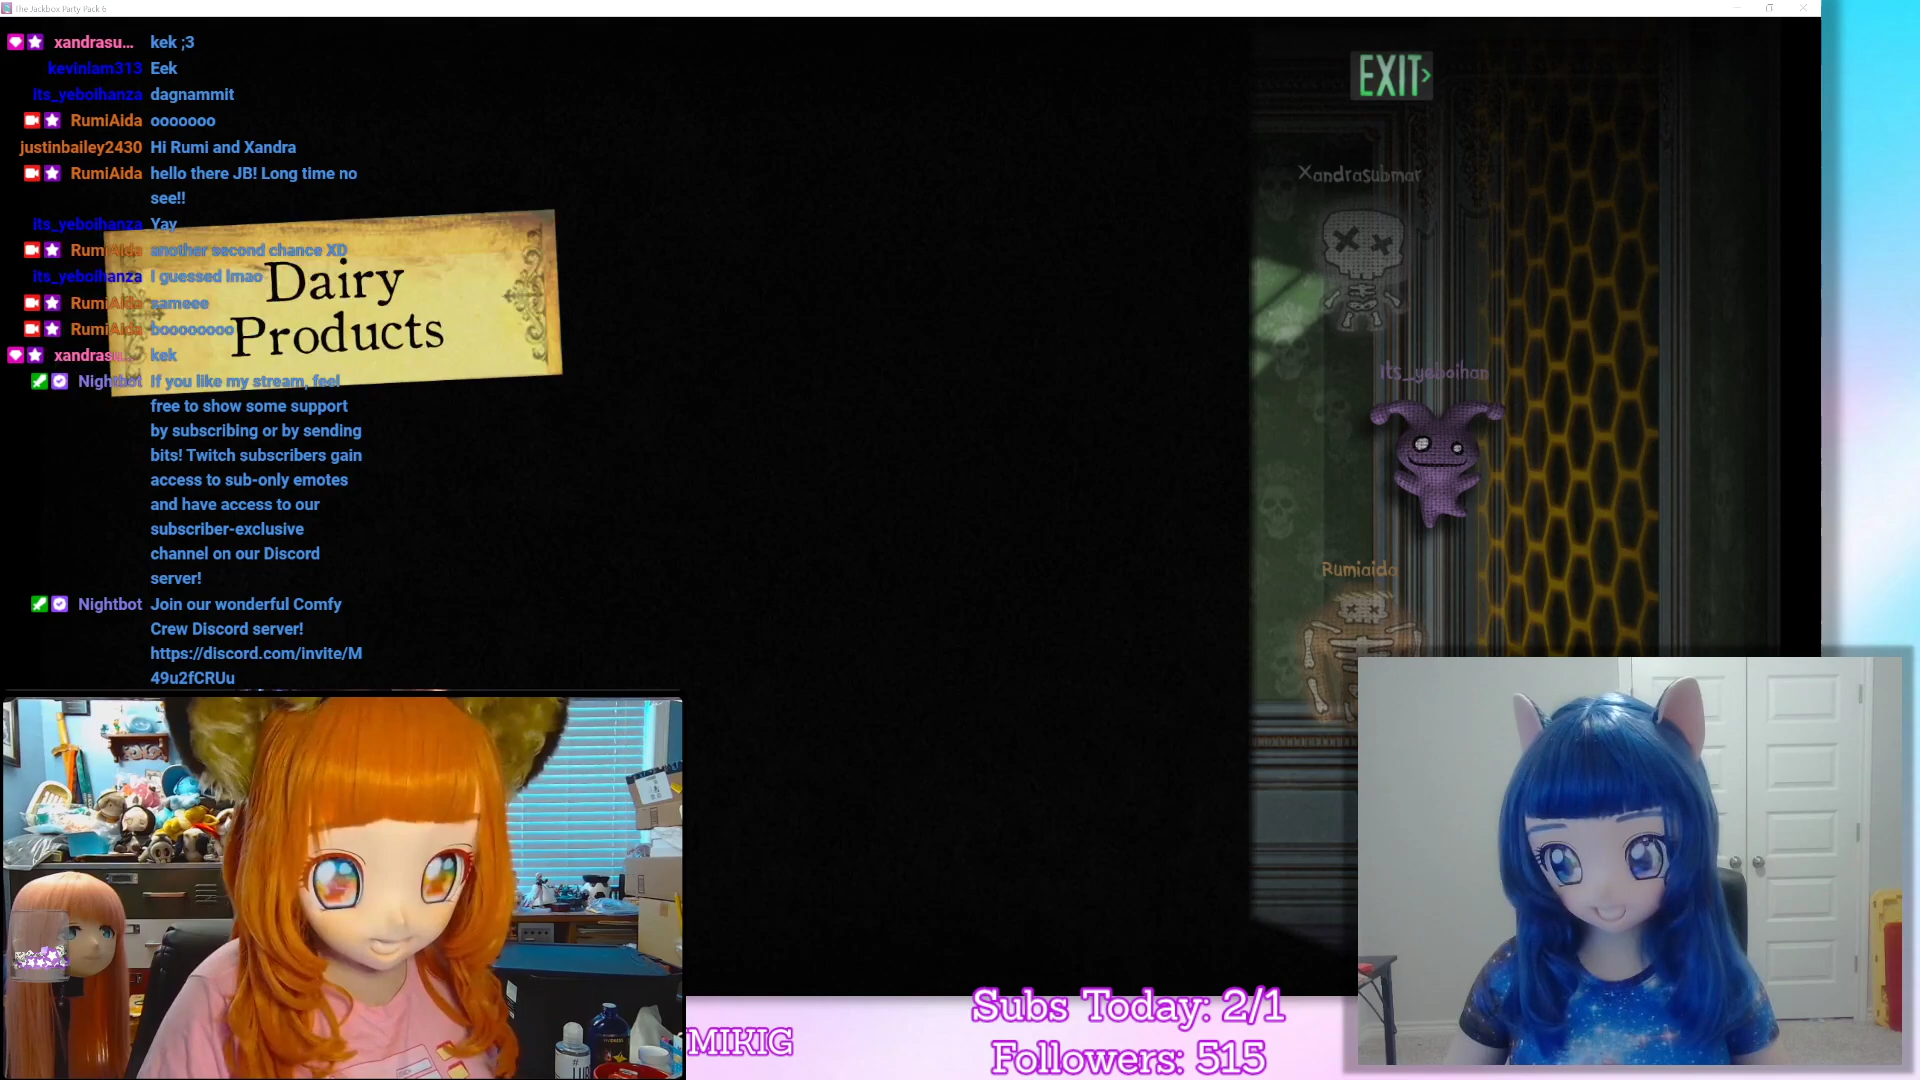 The Jackbox Party Pack 6
xandrasu... kek ;3
kevinlam313 Eek
its_yeboihanza dagnammit
RumiAida ooooooo
justinbailey2430 Hi Rumi and Xandra
RumiAida hello there JB! Long time no
see!!
its_yeboihanza Yay
RumiAida another second chance XD
its_yeboihanza I guessed lmao
RumiAida sameee
RumiAida booooooooo
xandrasu... kek
Nightbot If you like my stream, feel
free to show some support
by subscribing or by sending
bits! Twitch subscribers gain
access to sub-only emotes
and have access to our
subscriber-exclusive
channel on our Discord
server!
Nightbot Join our wonderful Comfy
Crew Discord server!
https://discord.com/invite/M
49u2fCRUu
Dairy
Products
EXIT
Xandrasubmar
Its_yeboihan
Rumiaida
MIKIG
Subs Today: 2/1
Followers: 515